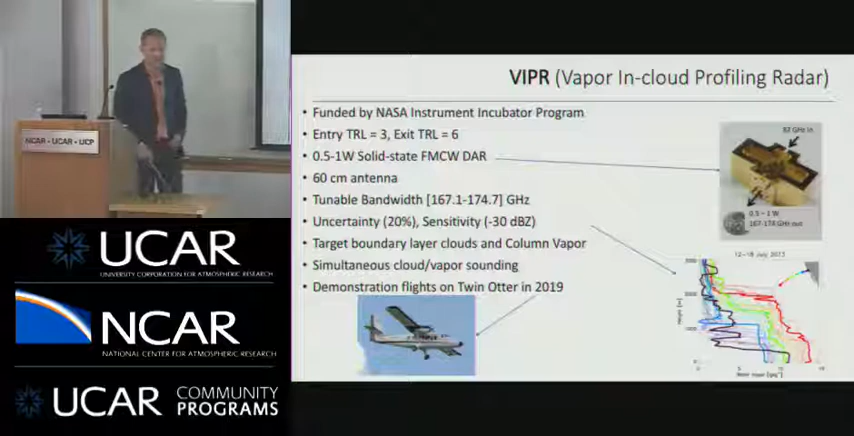 NCAR - UCAR - UCP
UCAR
UNIVERSITY CORPORATION FOR ATMOSPHERIC RESEARCH
NCAR
NATIONAL CENTER FOR ATMOSPHERIC RESEARCH
UCAR COMMUNITY PROGRAMS
VIPR (Vapor In-cloud Profiling Radar)
• Funded by NASA Instrument Incubator Program
• Entry TRL = 3, Exit TRL = 6
• 0.5-1W Solid-state FMCW DAR
• 60 cm antenna
• Tunable Bandwidth [167.1-174.7] GHz
• Uncertainty (20%), Sensitivity (-30 dBZ)
• Target boundary layer clouds and Column Vapor
• Simultaneous cloud/vapor sounding
• Demonstration flights on Twin Otter in 2019
GHz in
0.5 – 1 W
167-174 GHz out